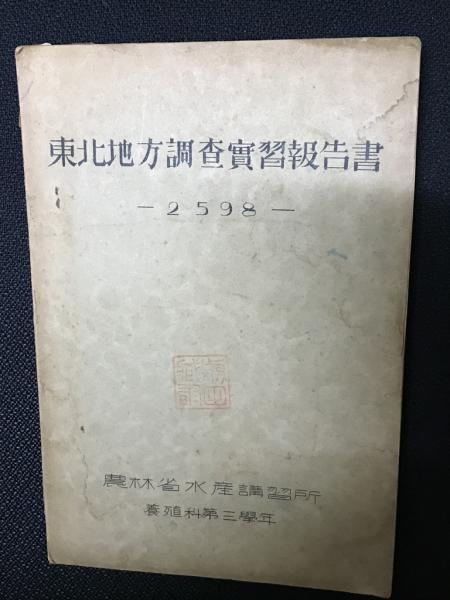 東北地方調査實習報告書
— 2598 —
農林省水産講習所
養殖科第三學年